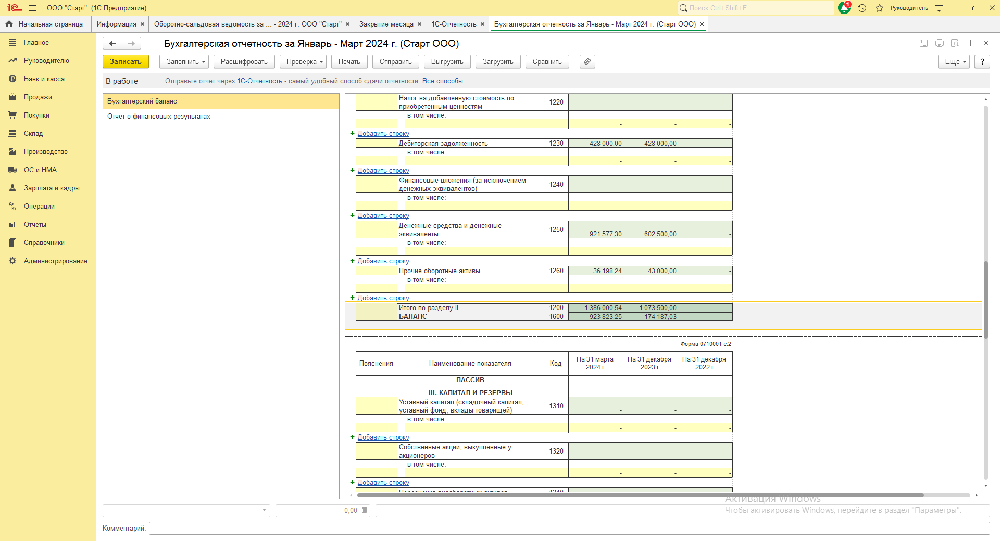 1С ООО "Старт" (1С:Предприятие) Поиск Ctrl+Shift+F 1 Руководитель
Начальная страница Информация Оборотно-сальдовая ведомость за ... - 2024 г. ООО "Старт" Закрытие месяца 1С-Отчетность Бухгалтерская отчетность за Январь - Март 2024 г. (Старт ООО)
Главное
Руководителю
Банк и касса
Продажи
Покупки
Склад
Производство
ОС и НМА
Зарплата и кадры
Дт Кт Операции
Отчеты
Справочники
Администрирование
Бухгалтерская отчетность за Январь - Март 2024 г. (Старт ООО)
Записать Заполнить Расшифровать Проверка Печать Отправить Выгрузить Загрузить Сравнить Еще ?
В работе Отправьте отчет через 1С-Отчетность - самый удобный способ сдачи отчетности. Все способы
Бухгалтерский баланс
Отчет о финансовых результатах
Налог на добавленную стоимость по
приобретенным ценностям 1220 - - -
в том числе:
- - -
Добавить строку
Дебиторская задолженность 1230 428 000,00 428 000,00 -
в том числе:
- - -
Добавить строку
Финансовые вложения (за исключением
денежных эквивалентов) 1240 - - -
в том числе:
- - -
Добавить строку
Денежные средства и денежные
эквиваленты 1250 921 577,30 602 500,00 -
в том числе:
- - -
Добавить строку
Прочие оборотные активы 1260 36 198,24 43 000,00 -
в том числе:
- - -
Добавить строку
Итого по разделу II 1200 1 386 000,54 1 073 500,00 -
БАЛАНС 1600 923 823,25 174 187,03 -
Форма 0710001 с.2
Пояснения Наименование показателя Код На 31 марта 2024 г. На 31 декабря 2023 г. На 31 декабря 2022 г.
ПАССИВ
III. КАПИТАЛ И РЕЗЕРВЫ
Уставный капитал (складочный капитал,
уставный фонд, вклады товарищей) 1310 - - -
в том числе:
- - -
Добавить строку
Собственные акции, выкупленные у
акционеров 1320 - - -
в том числе:
- - -
Добавить строку
0,00
Активация Windows
Чтобы активировать Windows, перейдите в раздел "Параметры".
Комментарий: